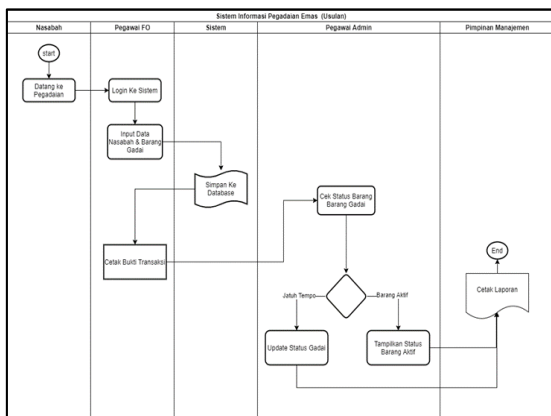 Sistem Informasi Pegadaian Emas (Usulan)
Nasabah
Pegawai FO
Sistem
Pegawai Admin
Pimpinan Manajemen
start
Datang ke
Pegadaian
Login Ke Sistem
Input Data
Nasabah & Barang
Gadai
Simpan Ke
Database
Cetak Bukti Transaksi
Cek Status Barang
Barang Gadai
Jatuh Tempo
Barang Aktif
Update Status Gadai
Tampilkan Status
Barang Aktif
Cetak Laporan
End